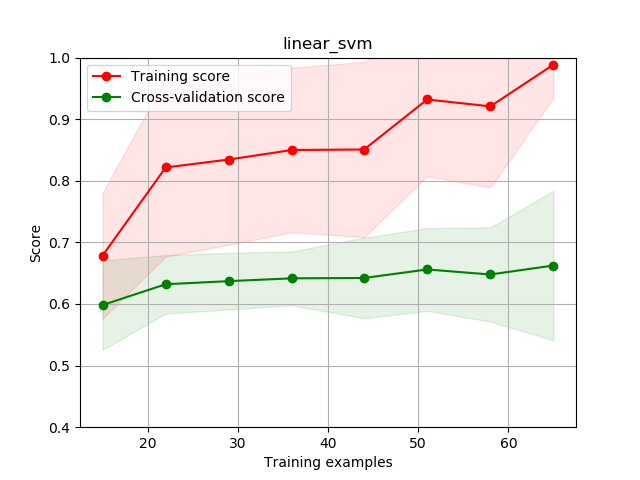 linear_svm
Training score
Cross-validation score
1.0
0.9
0.8
0.7
0.6
0.5
0.4
Score
20
30
40
50
60
Training examples